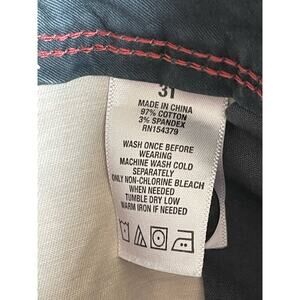 31
MADE IN CHINA
97% COTTON
3% SPANDEX
RN154379
WASH ONCE BEFORE
WEARING
MACHINE WASH COLD
SEPARATELY
ONLY NON-CHLORINE BLEACH
WHEN NEEDED
TUMBLE DRY LOW
WARM IRON IF NEEDED